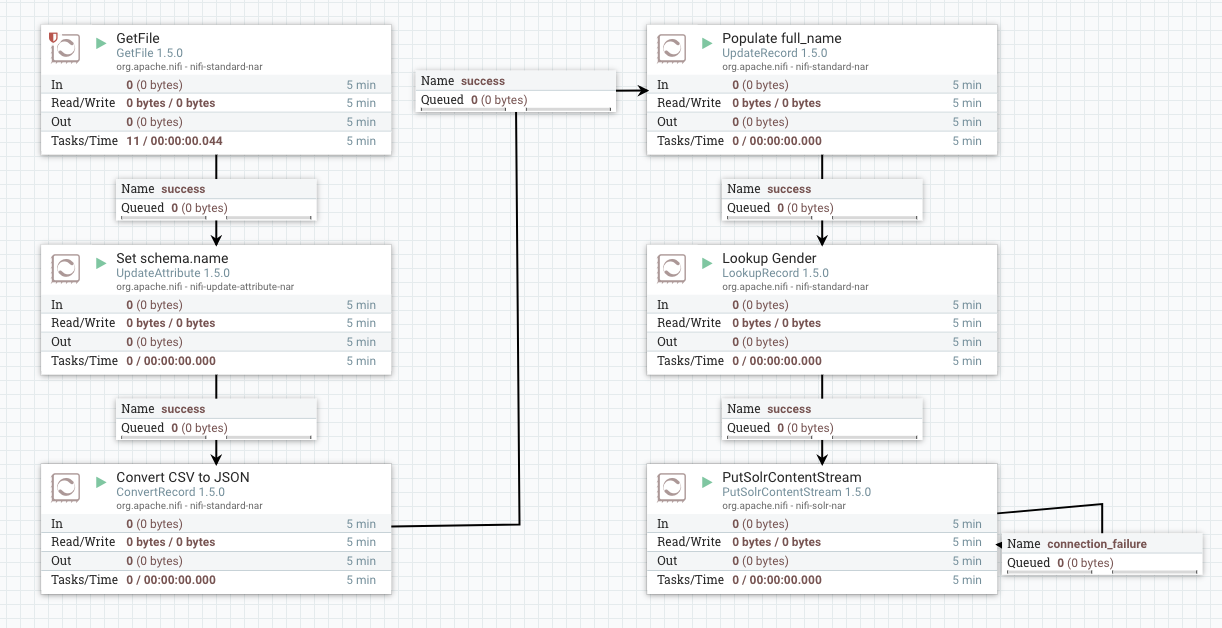 GetFile
GetFile 1.5.0
org.apache.nifi - nifi-standard-nar
In 0 (0 bytes) 5 min
Read/Write 0 bytes / 0 bytes 5 min
Out 0 (0 bytes) 5 min
Tasks/Time 11 / 00:00:00.044 5 min
Name success
Queued 0 (0 bytes)
Set schema.name
UpdateAttribute 1.5.0
org.apache.nifi - nifi-update-attribute-nar
In 0 (0 bytes) 5 min
Read/Write 0 bytes / 0 bytes 5 min
Out 0 (0 bytes) 5 min
Tasks/Time 0 / 00:00:00.000 5 min
Name success
Queued 0 (0 bytes)
Convert CSV to JSON
ConvertRecord 1.5.0
org.apache.nifi - nifi-standard-nar
In 0 (0 bytes) 5 min
Read/Write 0 bytes / 0 bytes 5 min
Out 0 (0 bytes) 5 min
Tasks/Time 0 / 00:00:00.000 5 min
Name success
Queued 0 (0 bytes)
Populate full_name
UpdateRecord 1.5.0
org.apache.nifi - nifi-standard-nar
In 0 (0 bytes) 5 min
Read/Write 0 bytes / 0 bytes 5 min
Out 0 (0 bytes) 5 min
Tasks/Time 0 / 00:00:00.000 5 min
Name success
Queued 0 (0 bytes)
Lookup Gender
LookupRecord 1.5.0
org.apache.nifi - nifi-standard-nar
In 0 (0 bytes) 5 min
Read/Write 0 bytes / 0 bytes 5 min
Out 0 (0 bytes) 5 min
Tasks/Time 0 / 00:00:00.000 5 min
Name success
Queued 0 (0 bytes)
PutSolrContentStream
PutSolrContentStream 1.5.0
org.apache.nifi - nifi-solr-nar
In 0 (0 bytes) 5 min
Read/Write 0 bytes / 0 bytes 5 min
Out 0 (0 bytes) 5 min
Tasks/Time 0 / 00:00:00.000 5 min
Name connection_failure
Queued 0 (0 bytes)